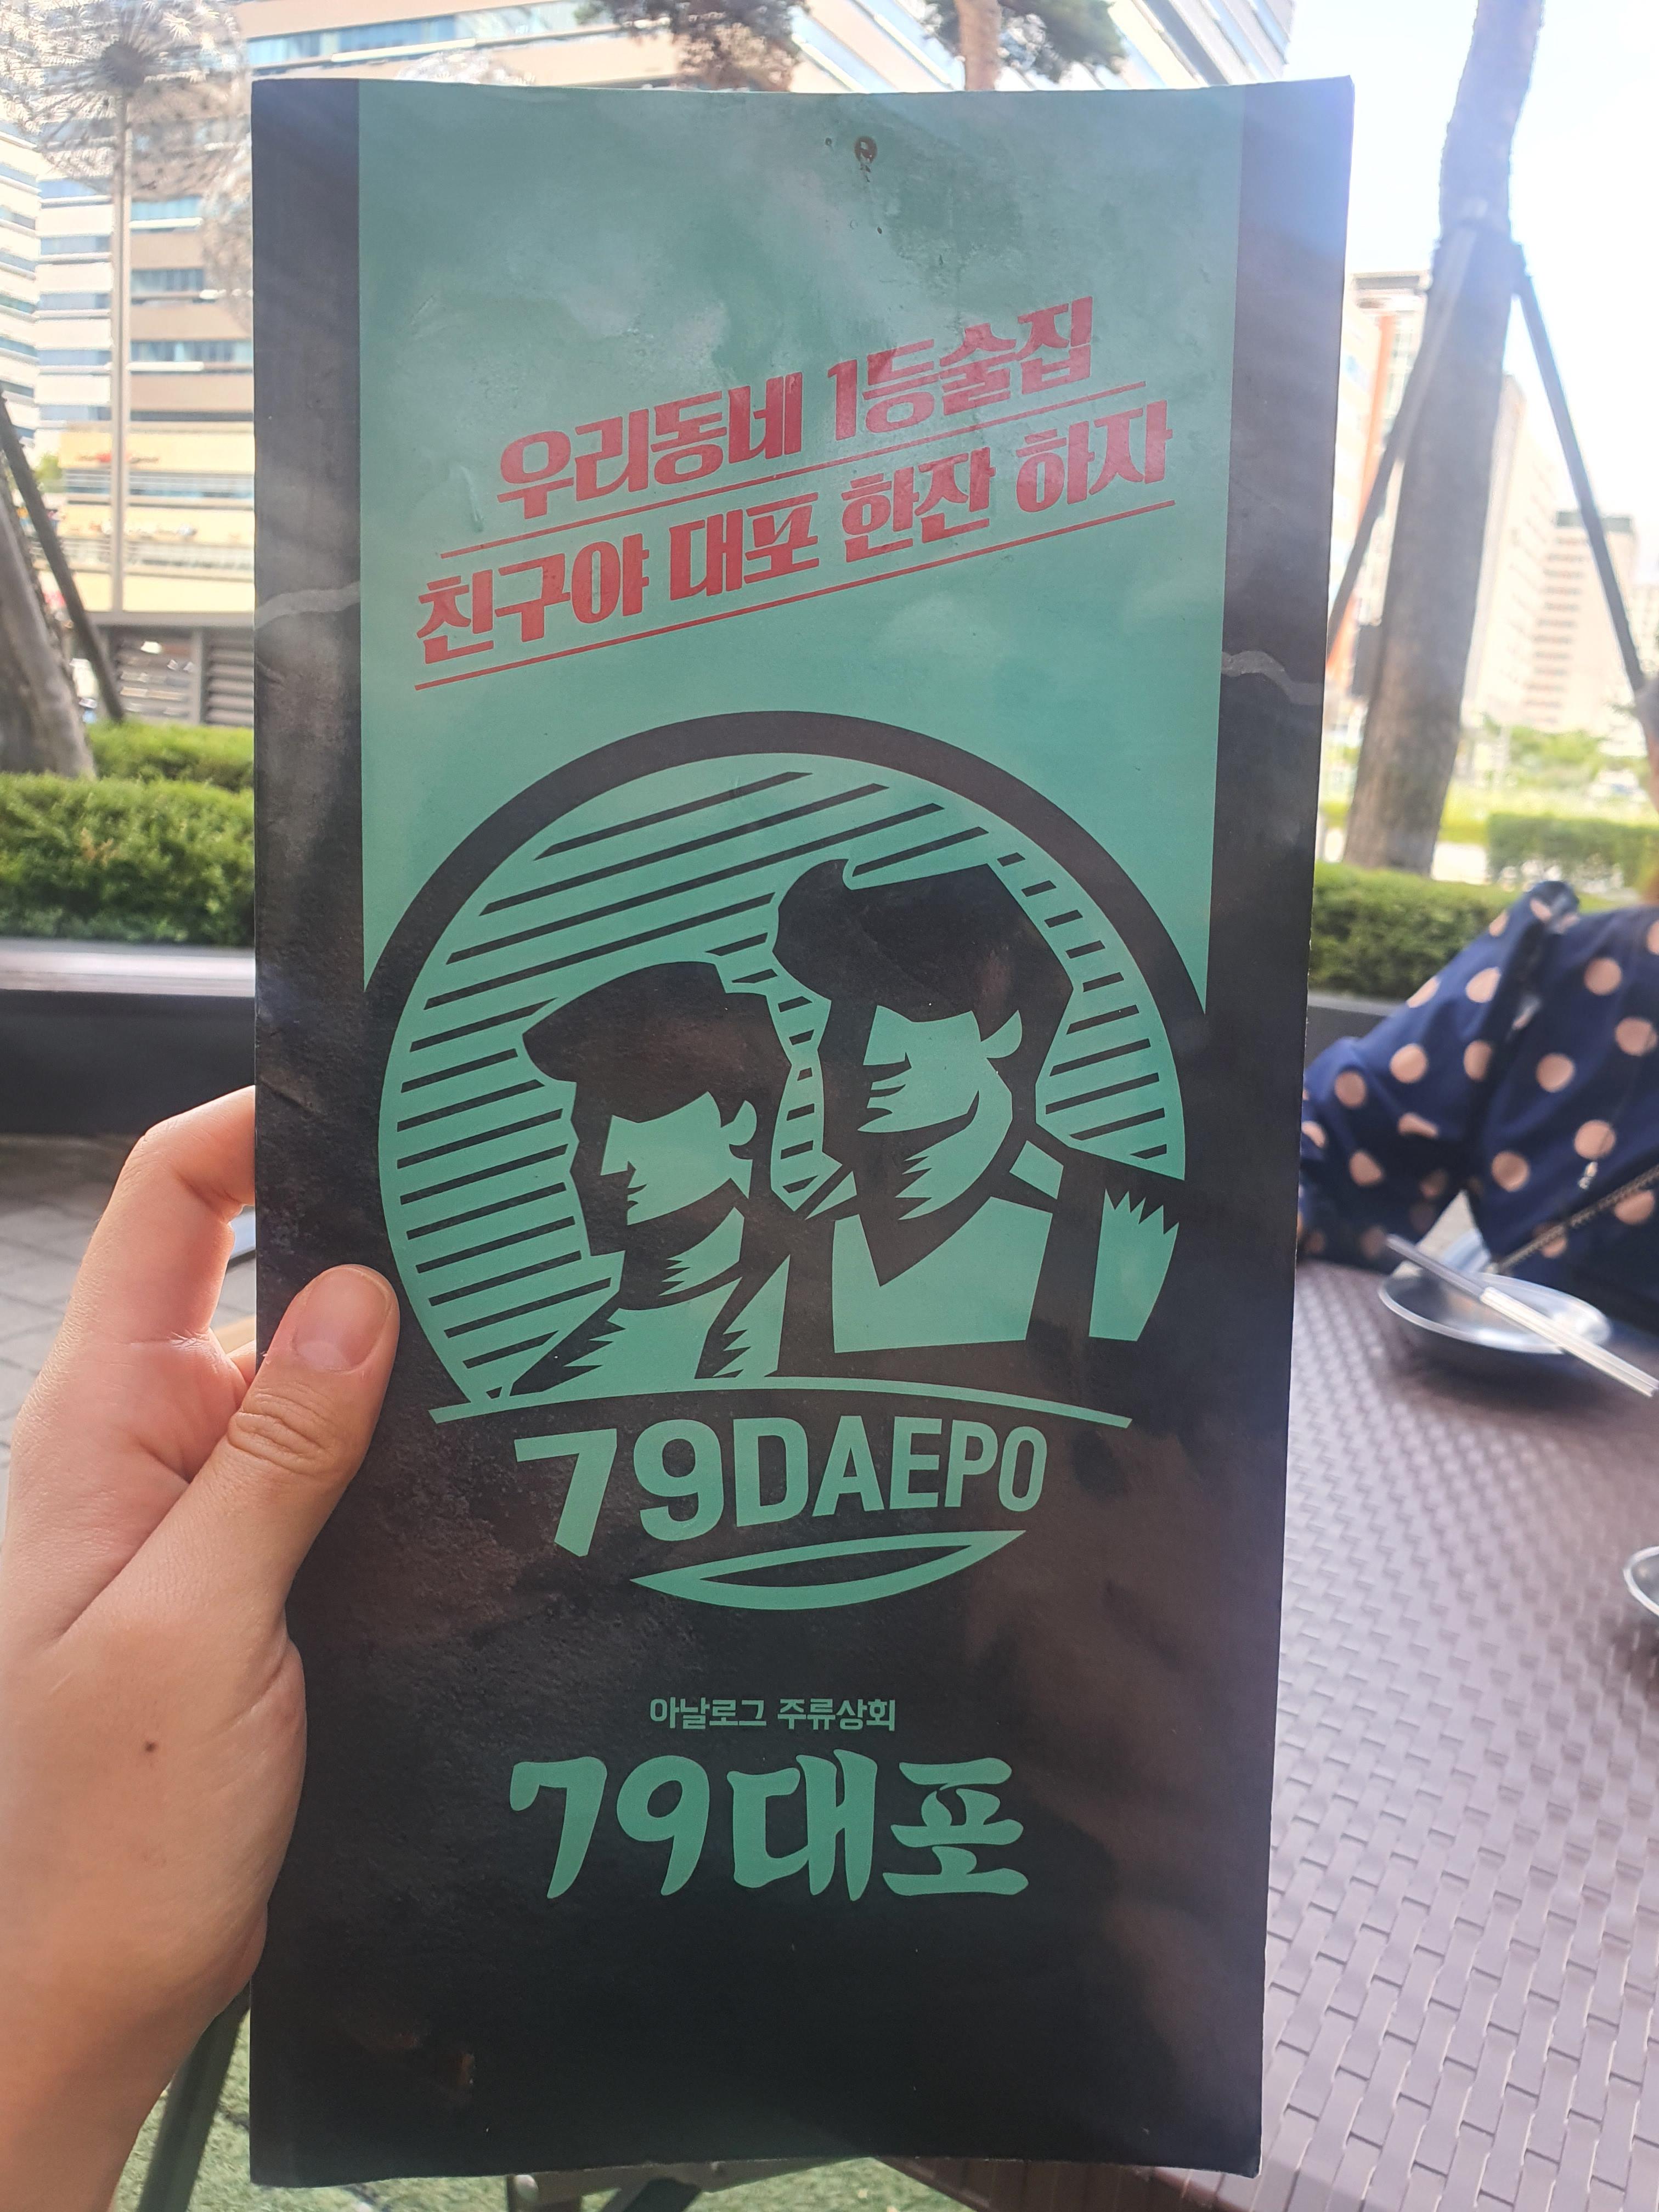 우리동네 1등술집
친구야 대포 한잔 하자
79DAEPO
아날로그 주류상회
79대포